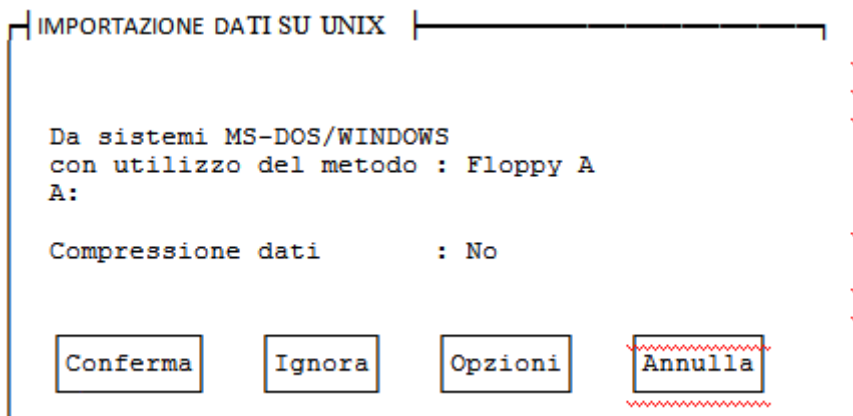 IMPORTAZIONE DATI SU UNIX
Da sistemi MS-DOS/WINDOWS
con utilizzo del metodo : Floppy A
A:
Compressione dati : No
Conferma Ignora Opzioni Annulla